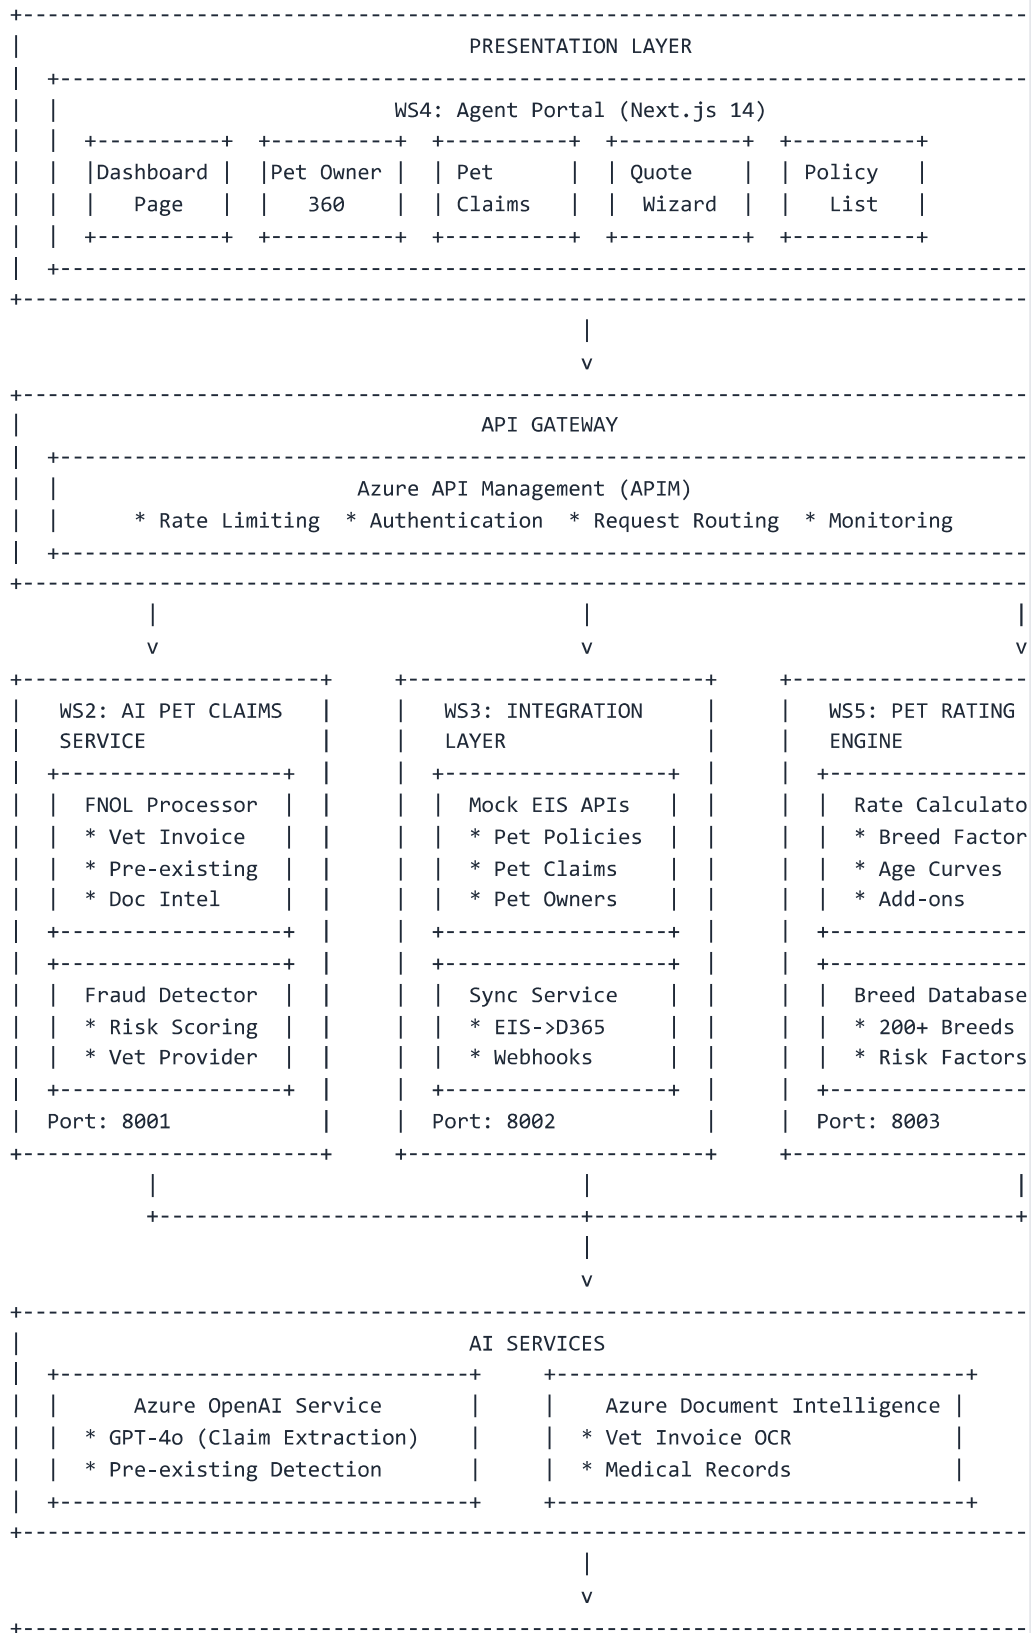 PRESENTATION LAYER
WS4: Agent Portal (Next.js 14)
Dashboard Pet Owner Pet Quote Policy
Page 360 Claims Wizard List
API GATEWAY
Azure API Management (APIM)
* Rate Limiting * Authentication * Request Routing * Monitoring
WS2: AI PET CLAIMS
SERVICE
FNOL Processor
* Vet Invoice
* Pre-existing
* Doc Intel
Fraud Detector
* Risk Scoring
* Vet Provider
Port: 8001
WS3: INTEGRATION
LAYER
Mock EIS APIs
* Pet Policies
* Pet Claims
* Pet Owners
Sync Service
* EIS->D365
* Webhooks
Port: 8002
WS5: PET RATING
ENGINE
Rate Calculato
* Breed Factor
* Age Curves
* Add-ons
Breed Database
* 200+ Breeds
* Risk Factors
Port: 8003
AI SERVICES
Azure OpenAI Service
* GPT-4o (Claim Extraction)
* Pre-existing Detection
Azure Document Intelligence
* Vet Invoice OCR
* Medical Records